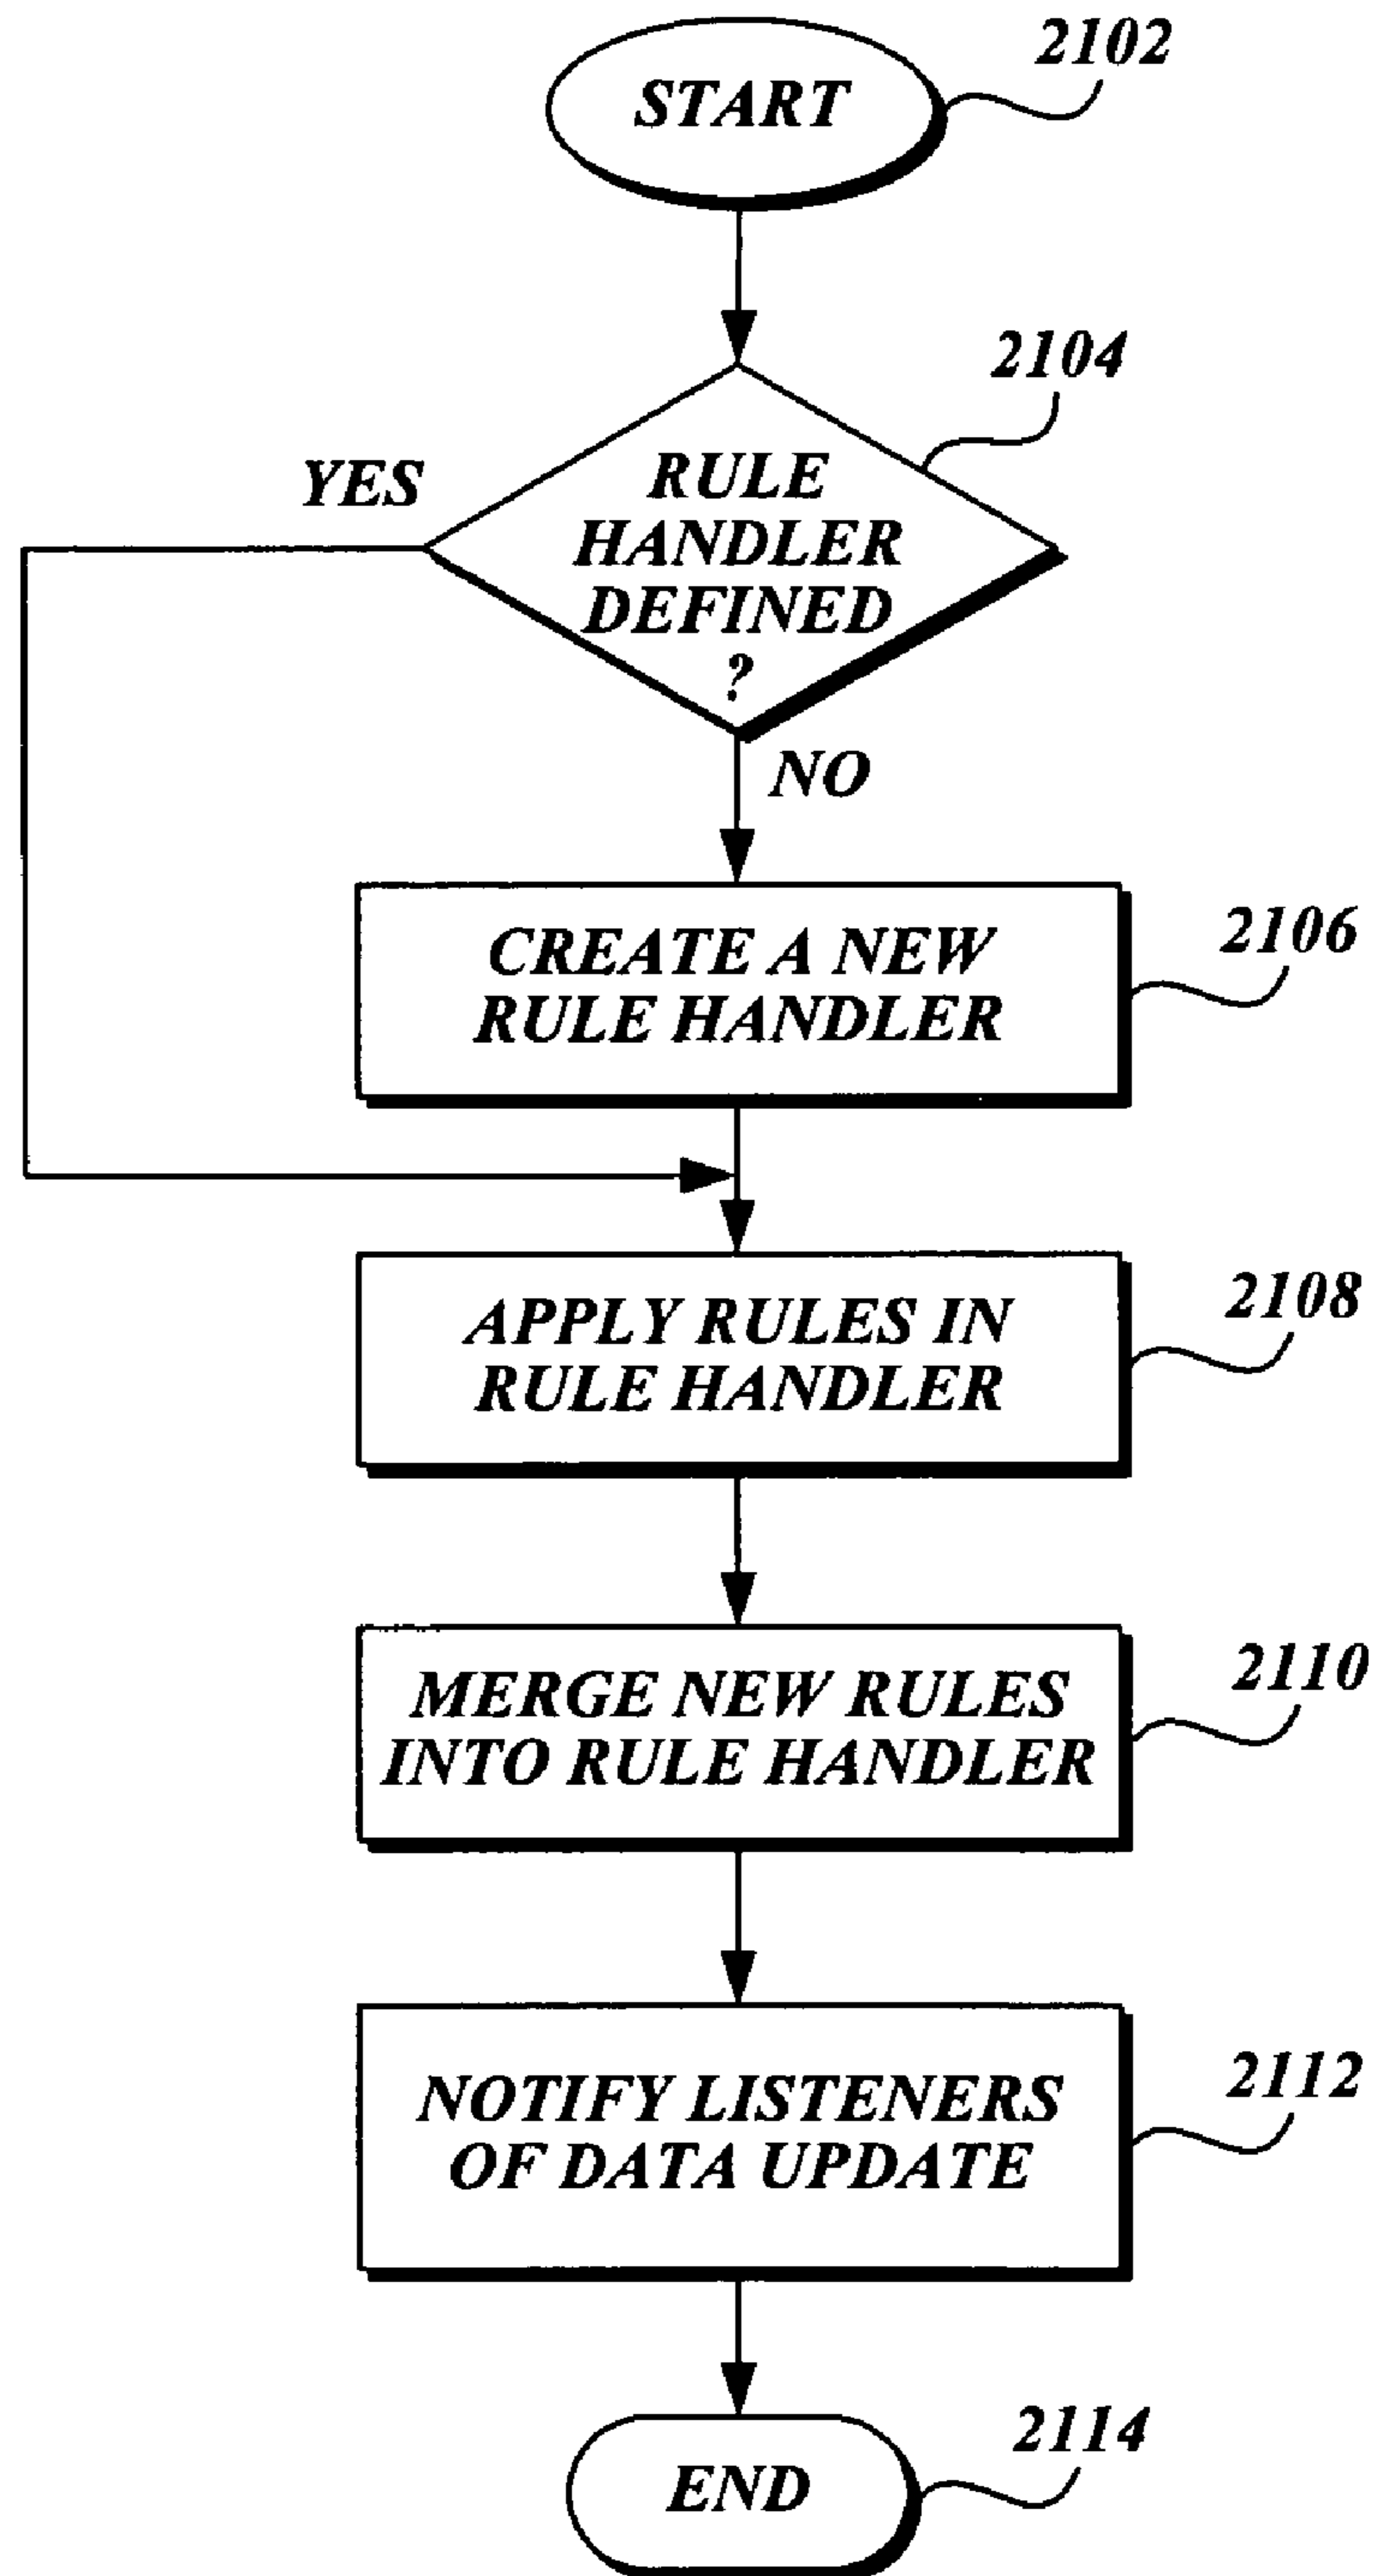 START
2102
2104
YES
RULE
HANDLER
DEFINED
?
NO
CREATE A NEW
RULE HANDLER
2106
APPLY RULES IN
RULE HANDLER
2108
MERGE NEW RULES
INTO RULE HANDLER
2110
NOTIFY LISTENERS
OF DATA UPDATE
2112
END
2114